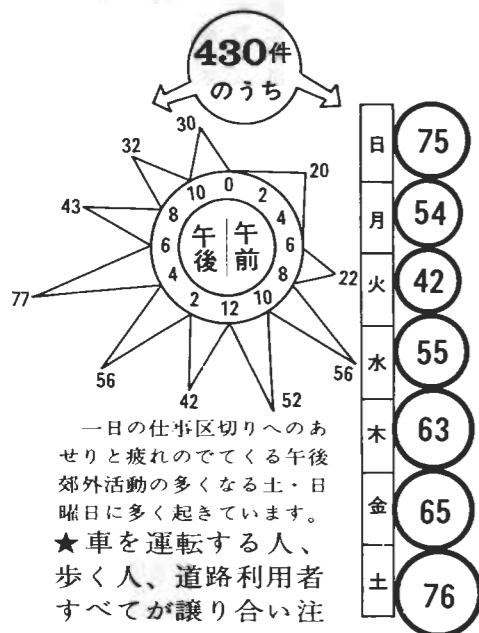 430件
のうち
30
32
20
43
10
0
2
8
4
6
午後
午前
6
4
8
22
2
12
10
77
56
42
52
56
日 75
月 54
火 42
水 55
木 63
金 65
土 76
一日の仕事区切りへのあ
せりと疲れのでてくる午後
郊外活動の多くなる土・日
曜日に多く起きています。
★車を運転する人、
歩く人、道路利用者
すべてが譲り合い注